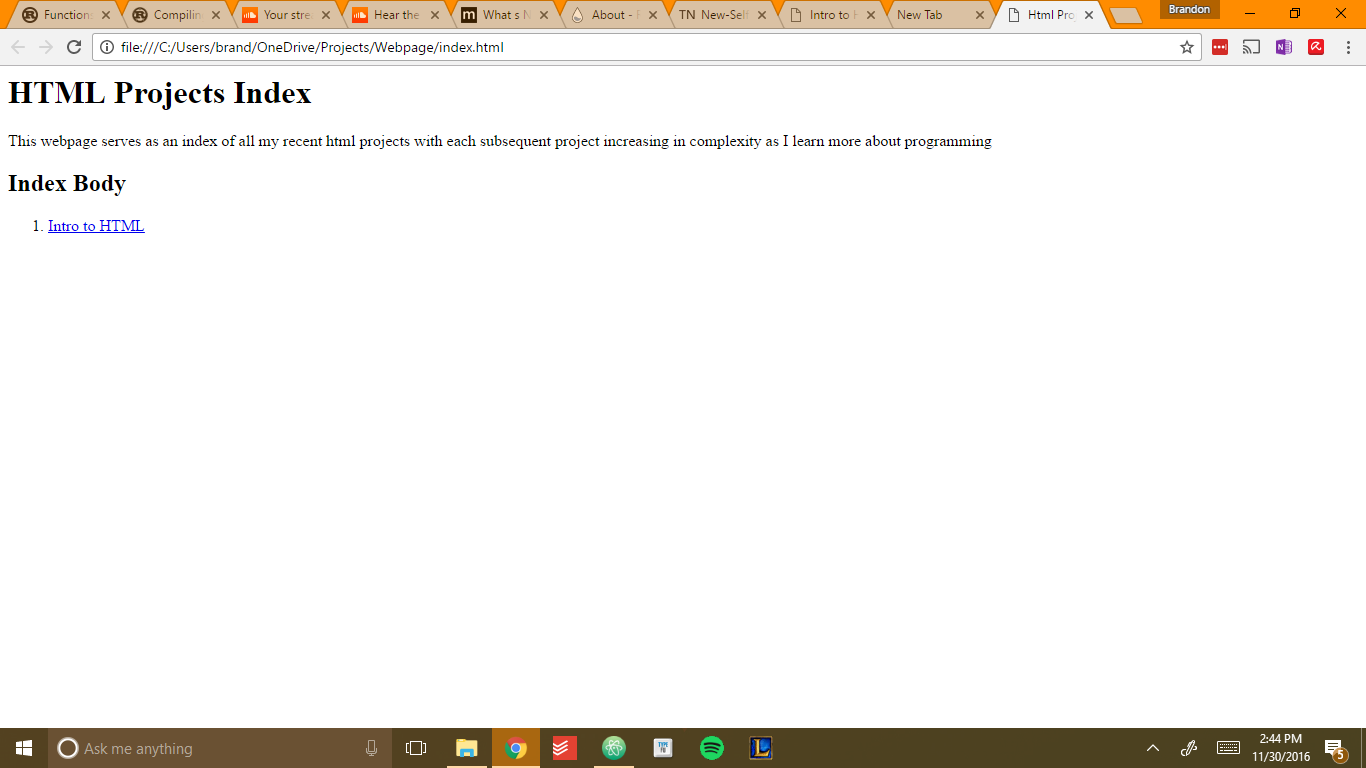 Brandon
Functions
Compiling
Your stre
Hear the
What s N
About - F
TN New-Self
Intro to H
New Tab
Html Pro
file:///C:/Users/brand/OneDrive/Projects/Webpage/index.html
HTML Projects Index
This webpage serves as an index of all my recent html projects with each subsequent project increasing in complexity as I learn more about programming
Index Body
1. Intro to HTML
Ask me anything
TYPE
2:44 PM
11/30/2016
5